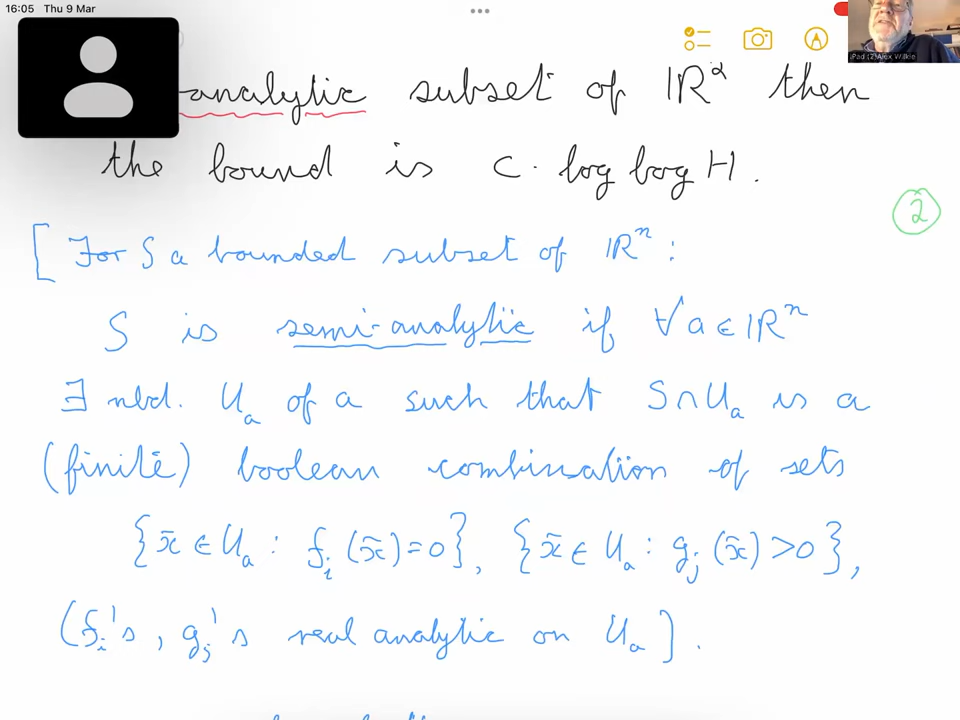 16:05 Thu 9 Mar
iPad (2) Alex Wilkie
-analytic subset of ℝ² then
the bound is C · log log H .
2
[ For S a bounded subset of ℝⁿ :
S is semi-analytic if ∀ a ∈ ℝⁿ
∃ nbd. Uₐ of a such that S ∩ Uₐ is a
(finite) boolean combination of sets
{x̄ ∈ Uₐ : fᵢ (x̄) = 0}, {x̄ ∈ Uₐ : gⱼ (x̄) > 0},
(fᵢ's, gⱼ's real analytic on Uₐ ] .